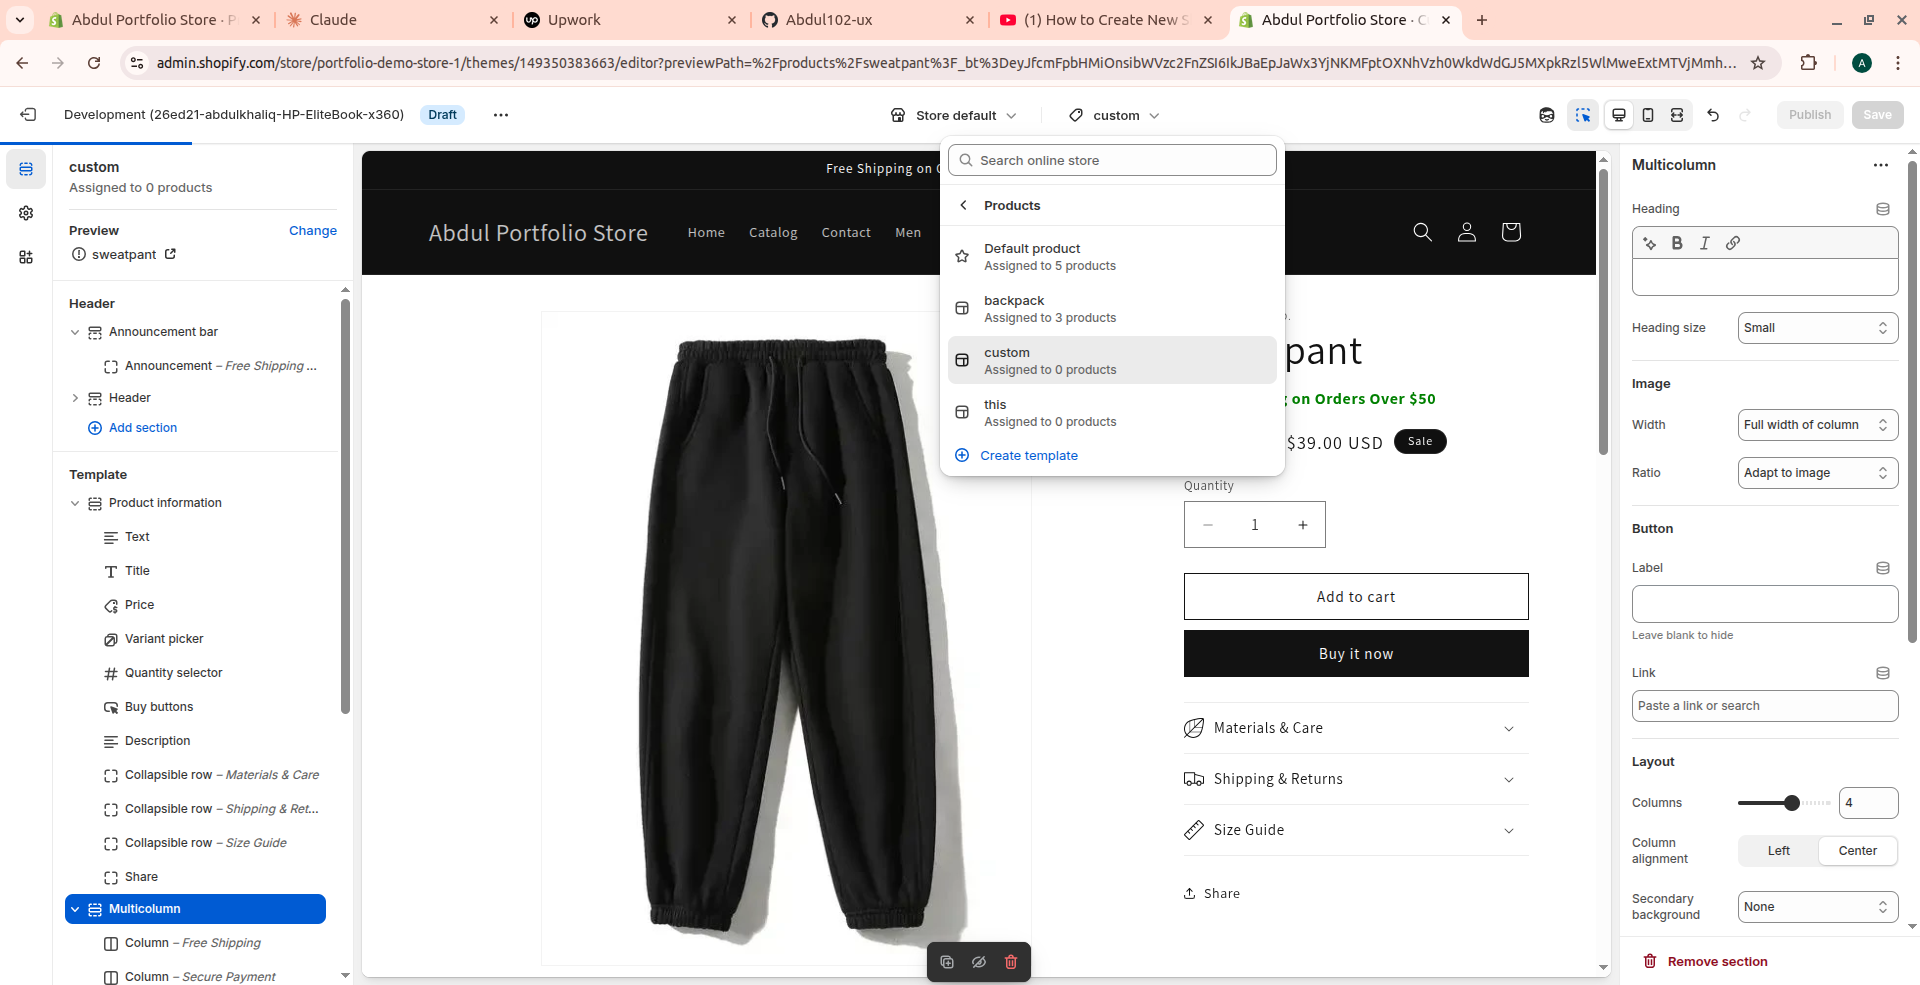 Abdul Portfolio Store · P
Claude
Upwork
Abdul102-ux
(1) How to Create New S
Abdul Portfolio Store · C
admin.shopify.com/store/portfolio-demo-store-1/themes/149350383663/editor?previewPath=%2Fproducts%2Fsweatpant%3F_bt%3DeyJfcmFpbHMiOnsibWVzc2FnZSI6IkJBaEpJaWx3YjNKMFptOXNhVzh0WkdWdGJ5MXpkRzl5WlMweExtMTVjMmh...
A
Development (26ed21-abdulkhaliq-HP-EliteBook-x360)
Draft
Store default
custom
Publish
Save
custom
Assigned to 0 products
Preview
Change
sweatpant
Header
Announcement bar
Announcement – Free Shipping ...
Header
Add section
Template
Product information
Text
Title
Price
Variant picker
Quantity selector
Buy buttons
Description
Collapsible row – Materials & Care
Collapsible row – Shipping & Ret...
Collapsible row – Size Guide
Share
Multicolumn
Column – Free Shipping
Column – Secure Payment
Free Shipping on
Abdul Portfolio Store
Home
Catalog
Contact
Men
Search online store
Products
Default product
Assigned to 5 products
backpack
Assigned to 3 products
custom
Assigned to 0 products
this
Assigned to 0 products
Create template
pant
on Orders Over $50
$39.00 USD
Sale
Quantity
1
Add to cart
Buy it now
Materials & Care
Shipping & Returns
Size Guide
Share
Multicolumn
Heading
B I
Heading size
Small
Image
Width
Full width of column
Ratio
Adapt to image
Button
Label
Leave blank to hide
Link
Paste a link or search
Layout
Columns
4
Column alignment
Left
Center
Secondary background
None
Remove section